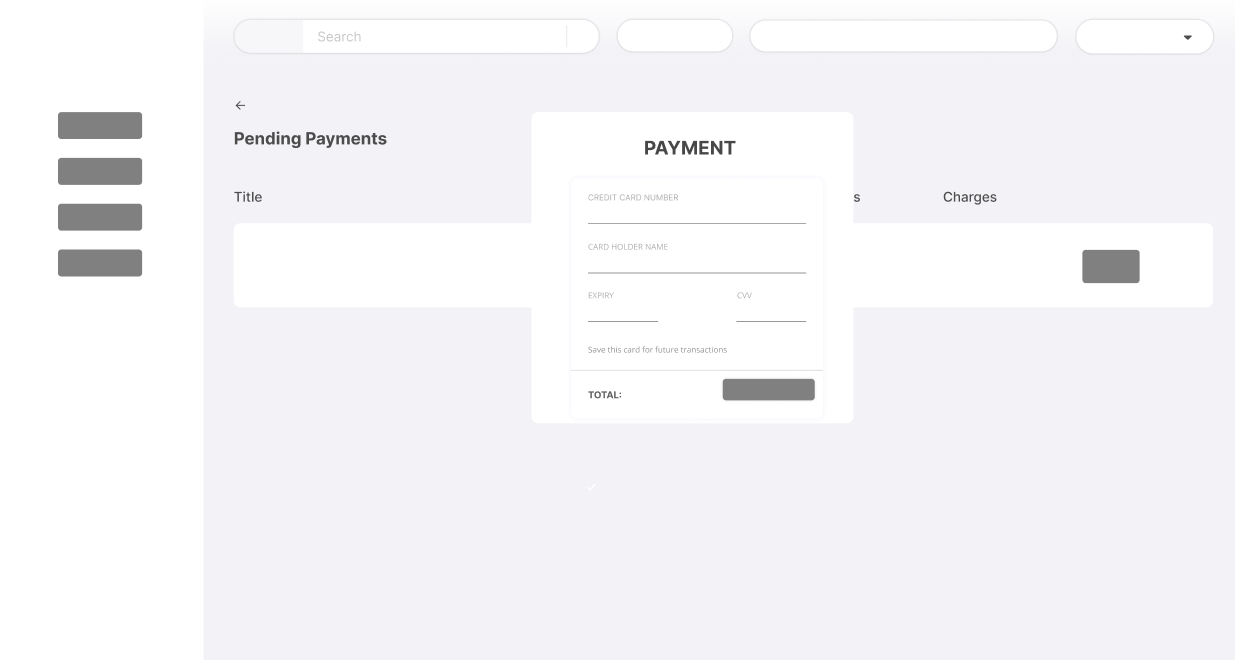 Search
Pending Payments
PAYMENT
Title
s
Charges
CREDIT CARD NUMBER
CARD HOLDER NAME
EXPIRY
CVV
Save this card for future transactions
TOTAL: